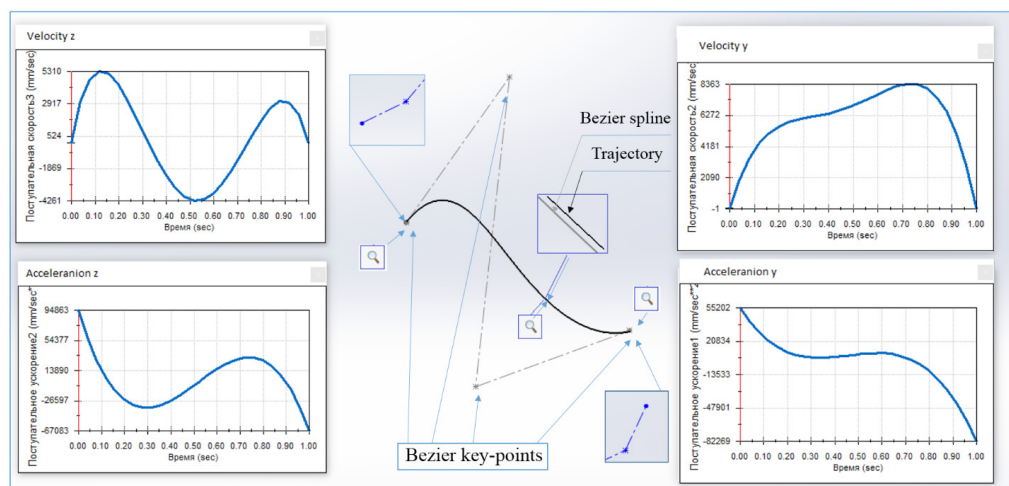 Velocity z
Поступательная скорость3 (mm/sec)
5310
2917
524
-1869
-4261
0.00 0.10 0.20 0.30 0.40 0.50 0.60 0.70 0.80 0.90 1.00
Время (sec)
Acceleranion z
Поступательное ускорение2 (mm/sec*
94863
54377
13890
-26597
-67083
0.00 0.10 0.20 0.30 0.40 0.50 0.60 0.70 0.80 0.90 1.00
Время (sec)
Bezier spline
Trajectory
Bezier key-points
Velocity y
Поступательная скорость2 (mm/sec)
8363
6272
4181
2090
-1
0.00 0.10 0.20 0.30 0.40 0.50 0.60 0.70 0.80 0.90 1.00
Время (sec)
Acceleranion y
Поступательное ускорение1 (mm/sec**2
55202
20834
-13533
-47901
-82269
0.00 0.10 0.20 0.30 0.40 0.50 0.60 0.70 0.80 0.90 1.00
Время (sec)